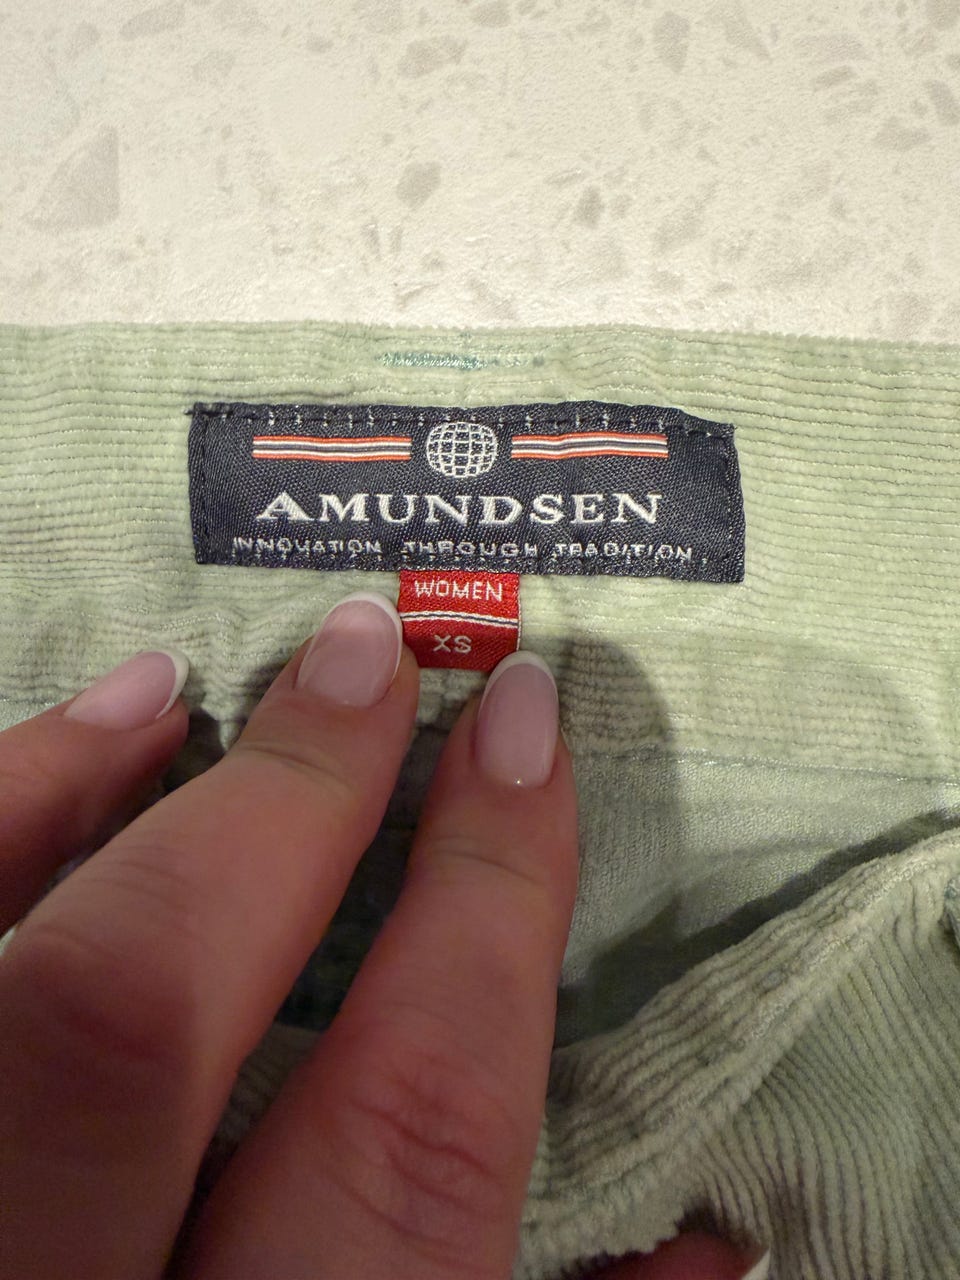 AMUNDSEN
INNOVATION THROUGH TRADITION
WOMEN
XS